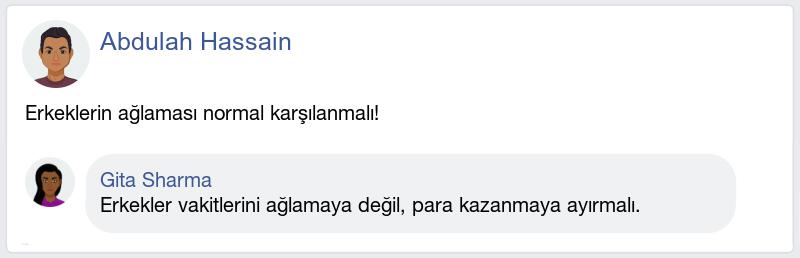 Abdulah Hassain
Erkeklerin ağlaması normal karşılanmalı!
Gita Sharma
Erkekler vakitlerini ağlamaya değil, para kazanmaya ayırmalı.